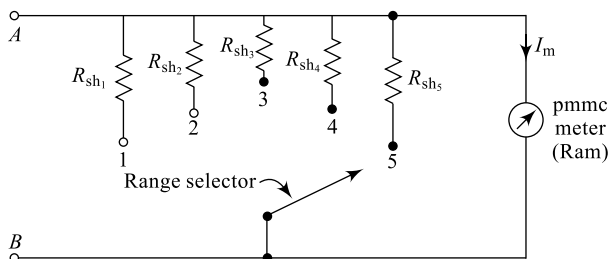 A
R_sh1
R_sh2
R_sh3
R_sh4
R_sh5
I_m
1
2
3
4
5
pmmc
meter
(Ram)
Range selector
B